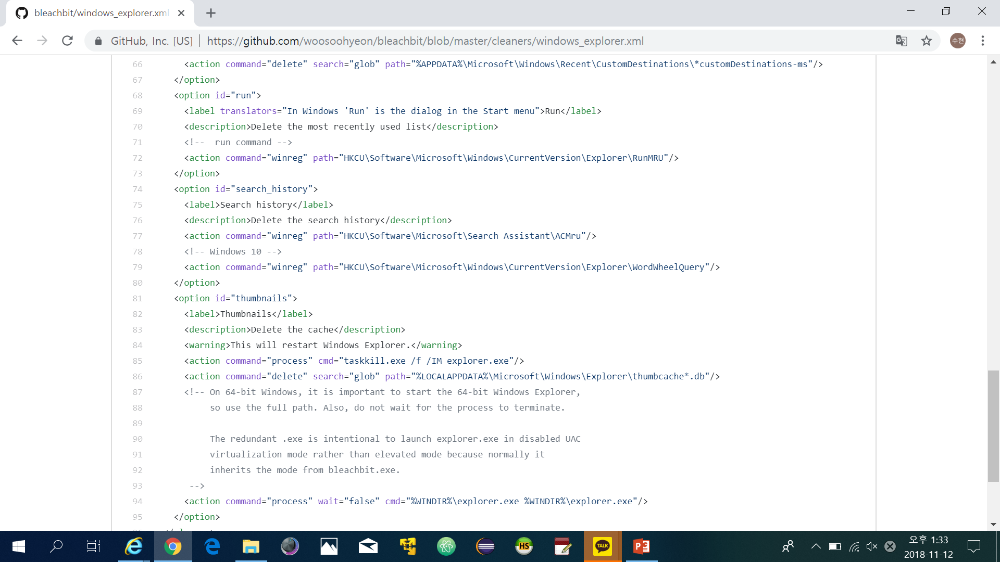 bleachbit/windows_explorer.xml
GitHub, Inc. [US] | https://github.com/woosoohyeon/bleachbit/blob/master/cleaners/windows_explorer.xml
수현
66 <action command="delete" search="glob" path="%APPDATA%\Microsoft\Windows\Recent\CustomDestinations\*customDestinations-ms"/>
67 </option>
68 <option id="run">
69 <label translators="In Windows 'Run' is the dialog in the Start menu">Run</label>
70 <description>Delete the most recently used list</description>
71 <!--  run command -->
72 <action command="winreg" path="HKCU\Software\Microsoft\Windows\CurrentVersion\Explorer\RunMRU"/>
73 </option>
74 <option id="search_history">
75 <label>Search history</label>
76 <description>Delete the search history</description>
77 <action command="winreg" path="HKCU\Software\Microsoft\Search Assistant\ACMru"/>
78 <!-- Windows 10 -->
79 <action command="winreg" path="HKCU\Software\Microsoft\Windows\CurrentVersion\Explorer\WordWheelQuery"/>
80 </option>
81 <option id="thumbnails">
82 <label>Thumbnails</label>
83 <description>Delete the cache</description>
84 <warning>This will restart Windows Explorer.</warning>
85 <action command="process" cmd="taskkill.exe /f /IM explorer.exe"/>
86 <action command="delete" search="glob" path="%LOCALAPPDATA%\Microsoft\Windows\Explorer\thumbcache*.db"/>
87 <!-- On 64-bit Windows, it is important to start the 64-bit Windows Explorer,
88 so use the full path. Also, do not wait for the process to terminate.
89
90 The redundant .exe is intentional to launch explorer.exe in disabled UAC
91 virtualization mode rather than elevated mode because normally it
92 inherits the mode from bleachbit.exe.
93 -->
94 <action command="process" wait="false" cmd="%WINDIR%\explorer.exe %WINDIR%\explorer.exe"/>
95 </option>
HS
TALK
P
오후 1:33
2018-11-12